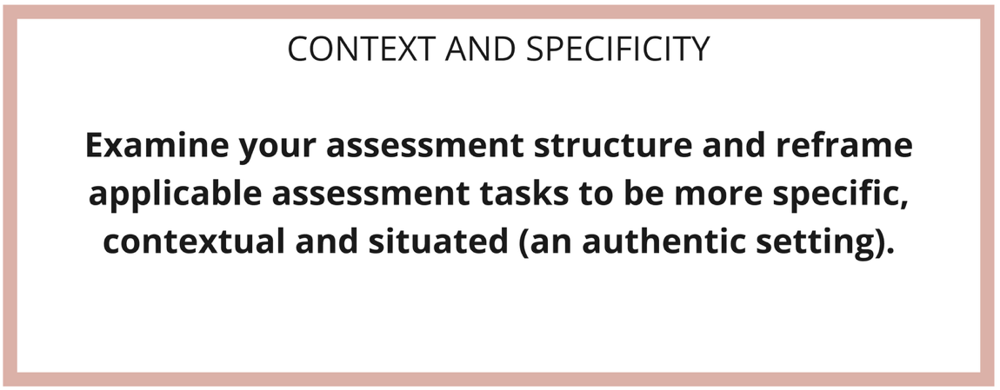 CONTEXT AND SPECIFICITY
Examine your assessment structure and reframe
applicable assessment tasks to be more specific,
contextual and situated (an authentic setting).